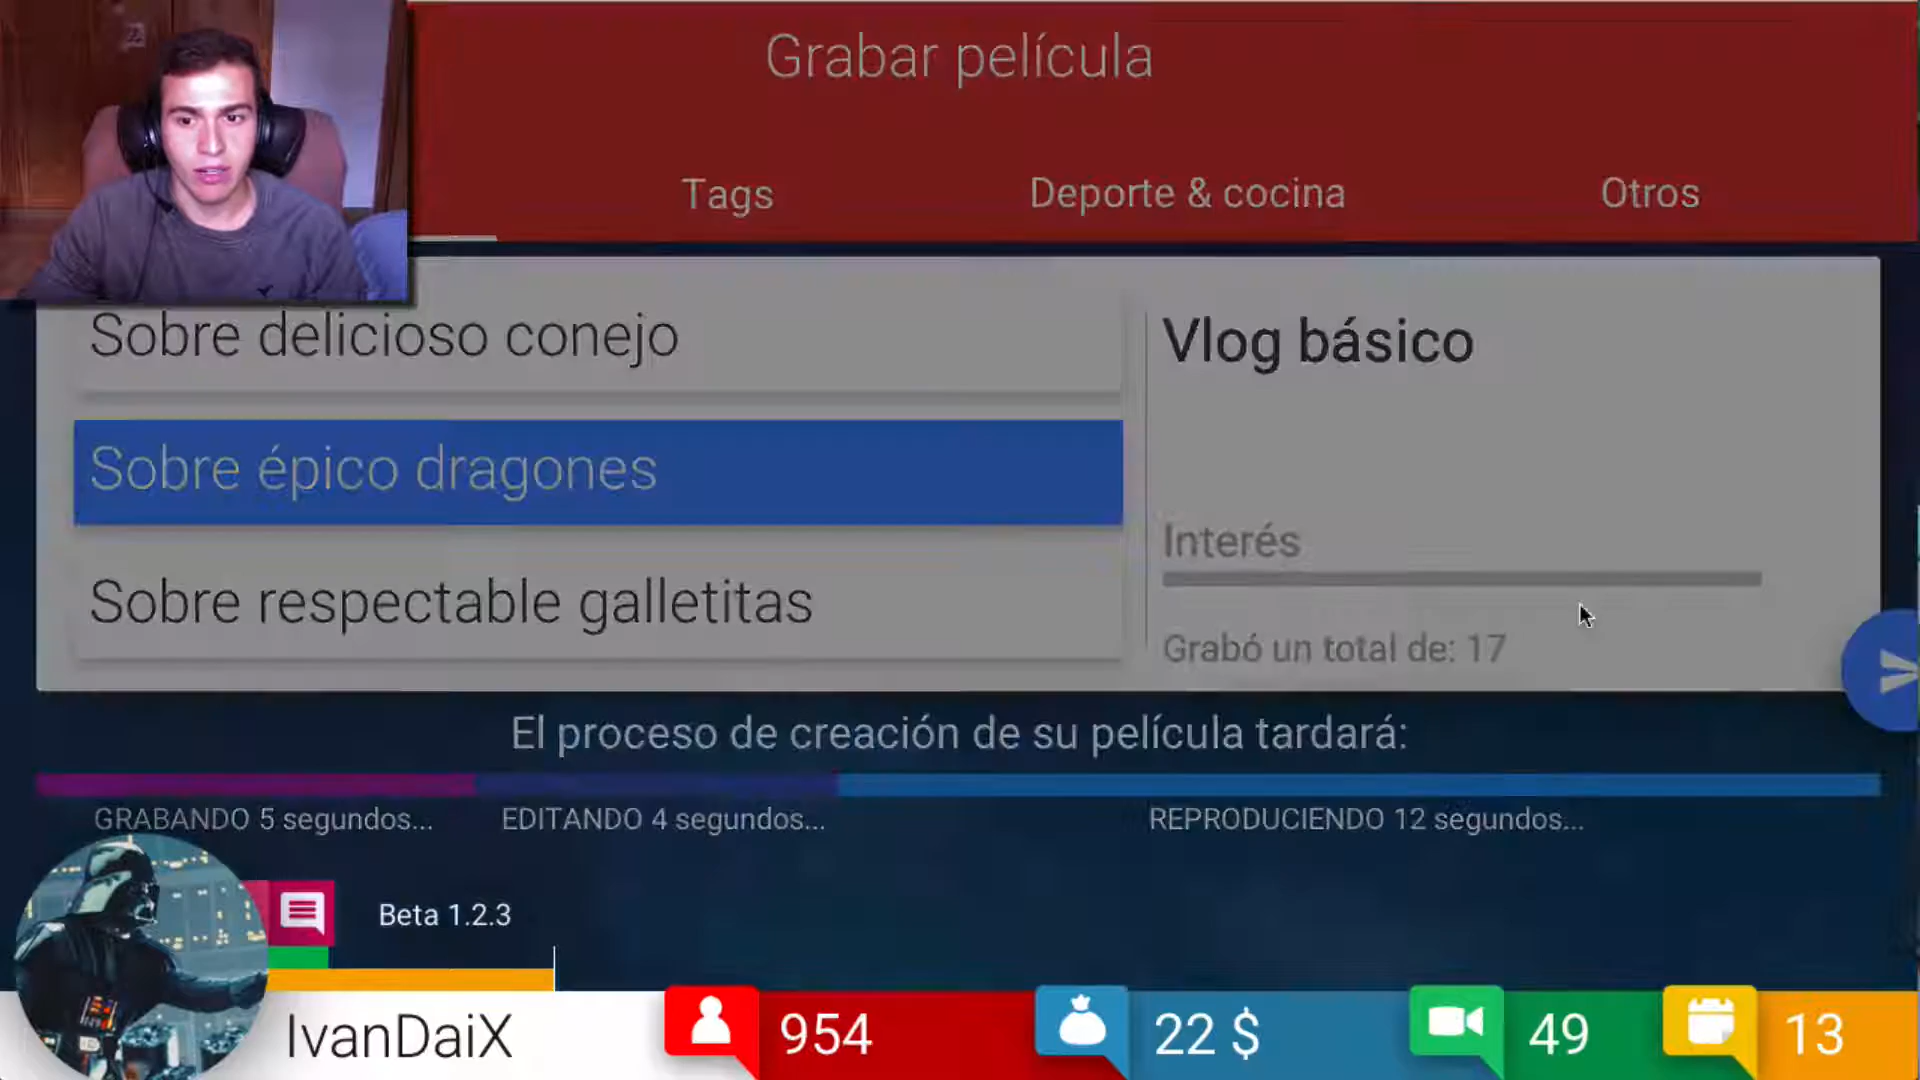 Grabar película
Tags
Deporte & cocina
Otros
Sobre delicioso conejo
Sobre épico dragones
Sobre respectable galletitas
Vlog básico
Interés
Grabó un total de: 17
El proceso de creación de su película tardará:
GRABANDO 5 segundos...
EDITANDO 4 segundos...
REPRODUCIENDO 12 segundos...
Beta 1.2.3
IvanDaiX
954
22 $
49
13